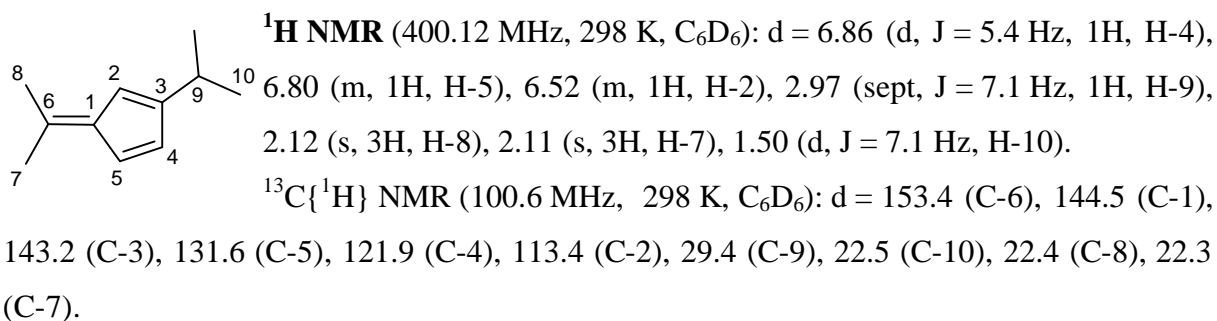 ¹H NMR (400.12 MHz, 298 K, C₆D₆): d = 6.86 (d, J = 5.4 Hz, 1H, H-4),
6.80 (m, 1H, H-5), 6.52 (m, 1H, H-2), 2.97 (sept, J = 7.1 Hz, 1H, H-9),
2.12 (s, 3H, H-8), 2.11 (s, 3H, H-7), 1.50 (d, J = 7.1 Hz, H-10).
8 2 10
6 1 3 9
7 5 4
¹³C{¹H} NMR (100.6 MHz, 298 K, C₆D₆): d = 153.4 (C-6), 144.5 (C-1),
143.2 (C-3), 131.6 (C-5), 121.9 (C-4), 113.4 (C-2), 29.4 (C-9), 22.5 (C-10), 22.4 (C-8), 22.3
(C-7).